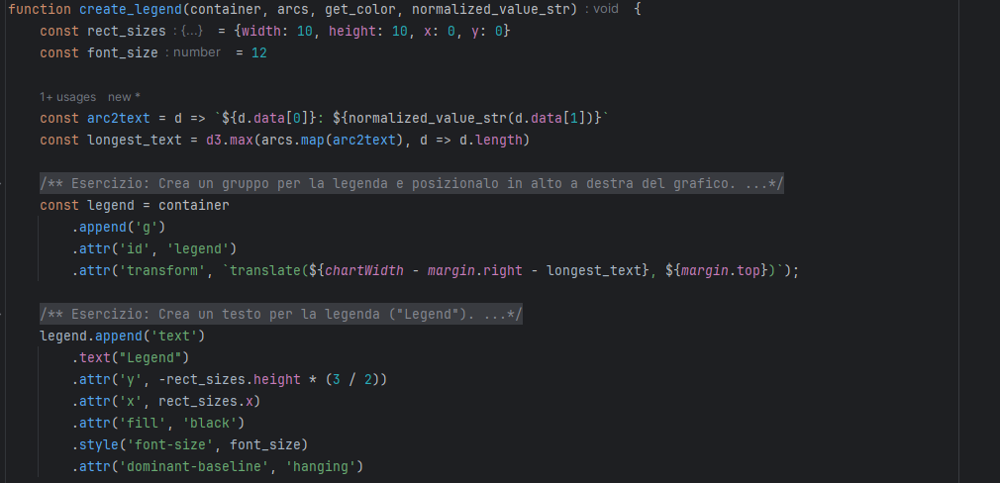 function create_legend(container, arcs, get_color, normalized_value_str) : void {
const rect_sizes : {...} = {width: 10, height: 10, x: 0, y: 0}
const font_size : number = 12
1+ usages new *
const arc2text = d => `${d.data[0]}: ${normalized_value_str(d.data[1])}`
const longest_text = d3.max(arcs.map(arc2text), d => d.length)
/** Esercizio: Crea un gruppo per la legenda e posizionalo in alto a destra del grafico. ...*/
const legend = container
.append('g')
.attr('id', 'legend')
.attr('transform', `translate(${chartWidth - margin.right - longest_text}, ${margin.top})`);
/** Esercizio: Crea un testo per la legenda ("Legend"). ...*/
legend.append('text')
.text("Legend")
.attr('y', -rect_sizes.height * (3 / 2))
.attr('x', rect_sizes.x)
.attr('fill', 'black')
.style('font-size', font_size)
.attr('dominant-baseline', 'hanging')